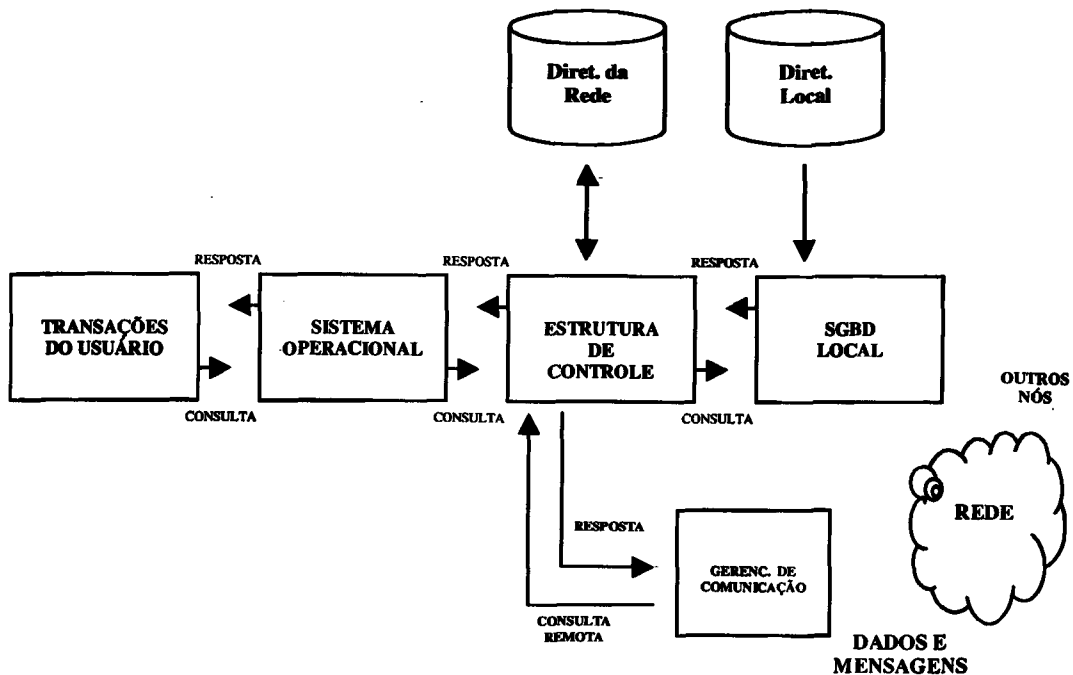 Diret. da
Rede
Diret.
Local
RESPOSTA
RESPOSTA
RESPOSTA
TRANSAÇÕES
DO USUÁRIO
SISTEMA
OPERACIONAL
ESTRUTURA
DE
CONTROLE
SGBD
LOCAL
CONSULTA
CONSULTA
CONSULTA
OUTROS
NÓS
REDE
RESPOSTA
GERENC. DE
COMUNICAÇÃO
CONSULTA
REMOTA
DADOS E
MENSAGENS